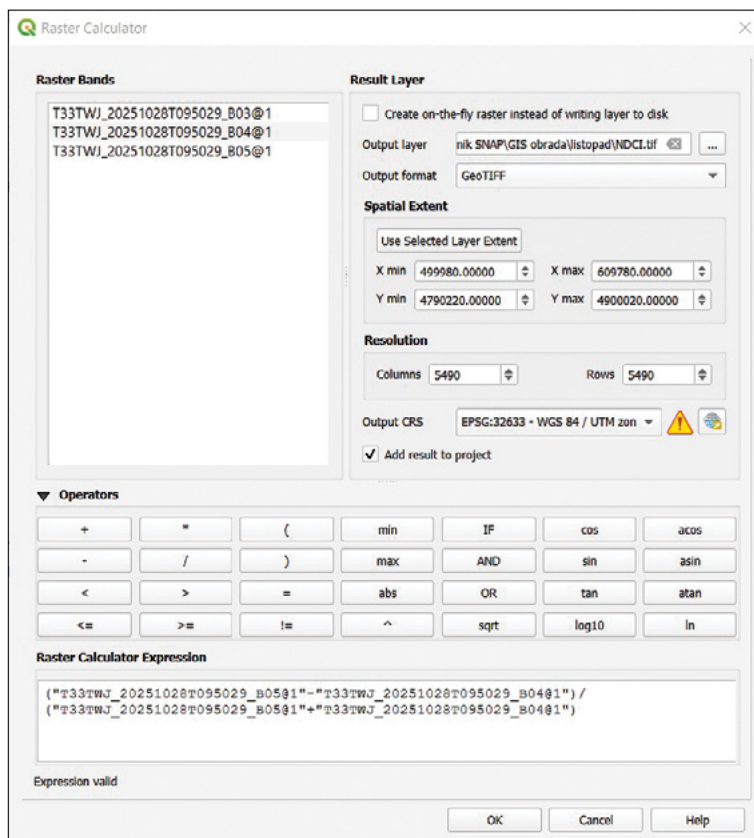 Raster Calculator
Raster Bands
T33TWJ_20251028T095029_B03@1
T33TWJ_20251028T095029_B04@1
T33TWJ_20251028T095029_B05@1
Result Layer
Create on-the-fly raster instead of writing layer to disk
Output layer nik SNAP\GIS obrada\listopad\NDCI.tif ...
Output format GeoTIFF
Spatial Extent
Use Selected Layer Extent
X min 499980.00000 X max 609780.00000
Y min 4790220.00000 Y max 4900020.00000
Resolution
Columns 5490 Rows 5490
Output CRS EPSG:32633 - WGS 84 / UTM zon
Add result to project
Operators
+ * ( min IF cos acos
- / ) max AND sin asin
< > = abs OR tan atan
<= >= != ^ sqrt log10 ln
Raster Calculator Expression
("T33TWJ_20251028T095029_B05@1"-"T33TWJ_20251028T095029_B04@1")/
("T33TWJ_20251028T095029_B05@1"+"T33TWJ_20251028T095029_B04@1")
Expression valid
OK Cancel Help